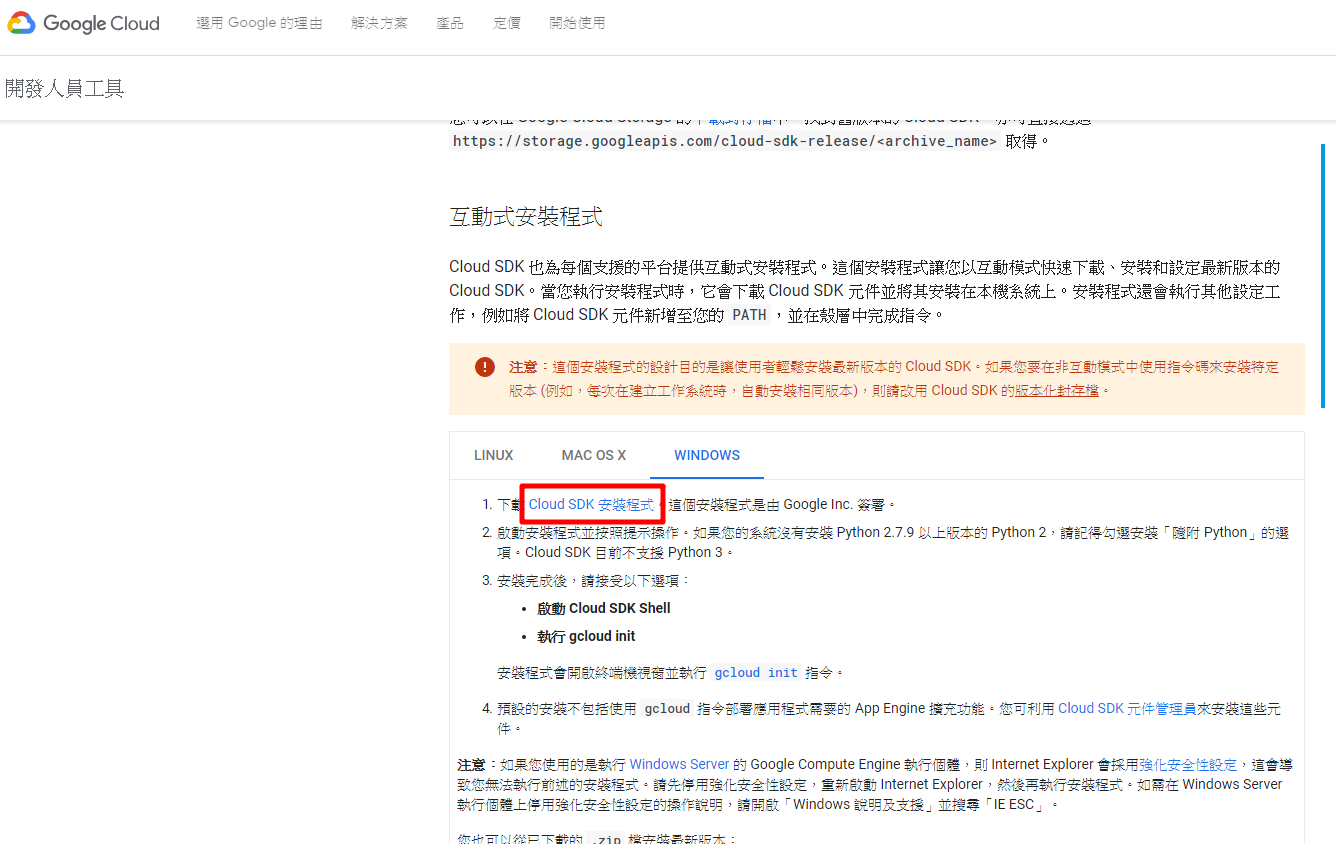 Google Cloud 選用 Google 的理由 解決方案 產品 定價 開始使用
開發人員工具
https://storage.googleapis.com/cloud-sdk-release/<archive_name> 取得。
互動式安裝程式
Cloud SDK 也為每個支援的平台提供互動式安裝程式。這個安裝程式讓您以互動模式快速下載、安裝和設定最新版本的
Cloud SDK。當您執行安裝程式時，它會下載 Cloud SDK 元件並將其安裝在本機系統上。安裝程式還會執行其他設定工
作，例如將 Cloud SDK 元件新增至您的 PATH，並在殼層中完成指令。
注意：這個安裝程式的設計目的是讓使用者輕鬆安裝最新版本的 Cloud SDK。如果您要在非互動模式中使用指令碼來安裝特定
版本 (例如，每次在建立工作系統時，自動安裝相同版本)，則請改用 Cloud SDK 的版本化封存檔。
LINUX MAC OS X WINDOWS
1. 下載 Cloud SDK 安裝程式。這個安裝程式是由 Google Inc. 簽署。
2. 啟動安裝程式並按照提示操作。如果您的系統沒有安裝 Python 2.7.9 以上版本的 Python 2，請記得勾選安裝「隨附 Python」的選
項。Cloud SDK 目前不支援 Python 3。
3. 安裝完成後，請接受以下選項：
• 啟動 Cloud SDK Shell
• 執行 gcloud init
安裝程式會開啟終端機視窗並執行 gcloud init 指令。
4. 預設的安裝不包括使用 gcloud 指令部署應用程式需要的 App Engine 擴充功能。您可利用 Cloud SDK 元件管理員來安裝這些元
件。
注意：如果您使用的是執行 Windows Server 的 Google Compute Engine 執行個體，則 Internet Explorer 會採用強化安全性設定，這會導
致您無法執行前述的安裝程式。請先停用強化安全性設定，重新啟動 Internet Explorer，然後再執行安裝程式。如需在 Windows Server
執行個體上停用強化安全性設定的操作說明，請開啟「Windows 說明及支援」並搜尋「IE ESC」。
您也可以從已下載的 .zip 檔安裝最新版本：